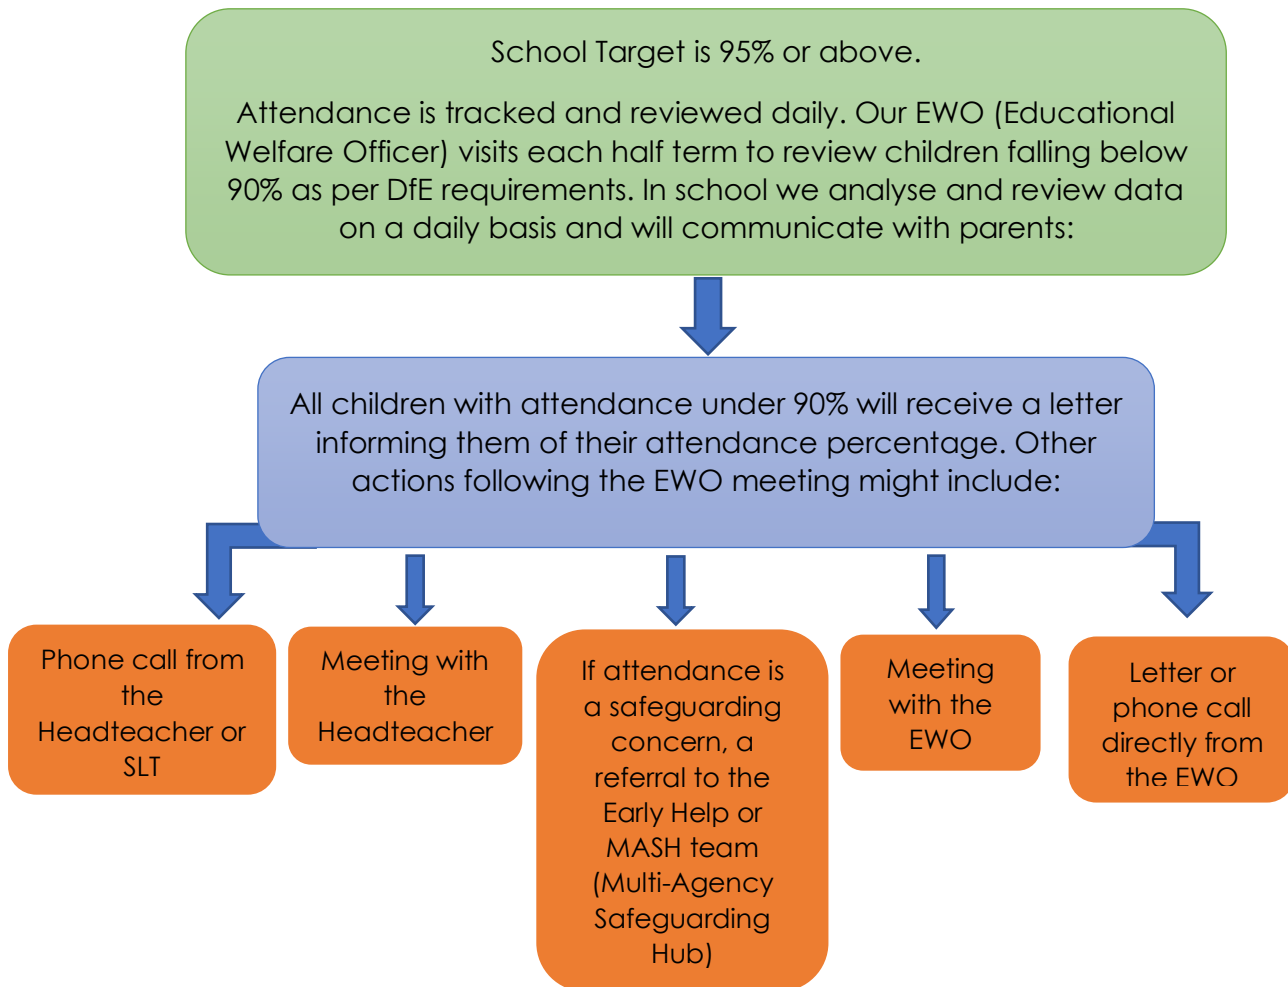 School Target is 95% or above.
Attendance is tracked and reviewed daily. Our EWO (Educational
Welfare Officer) visits each half term to review children falling below
90% as per DfE requirements. In school we analyse and review data
on a daily basis and will communicate with parents:
All children with attendance under 90% will receive a letter
informing them of their attendance percentage. Other
actions following the EWO meeting might include:
Phone call from
the
Headteacher or
SLT
Meeting with
the
Headteacher
If attendance is
a safeguarding
concern, a
referral to the
Early Help or
MASH team
(Multi-Agency
Safeguarding
Hub)
Meeting
with the
EWO
Letter or
phone call
directly from
the EWO